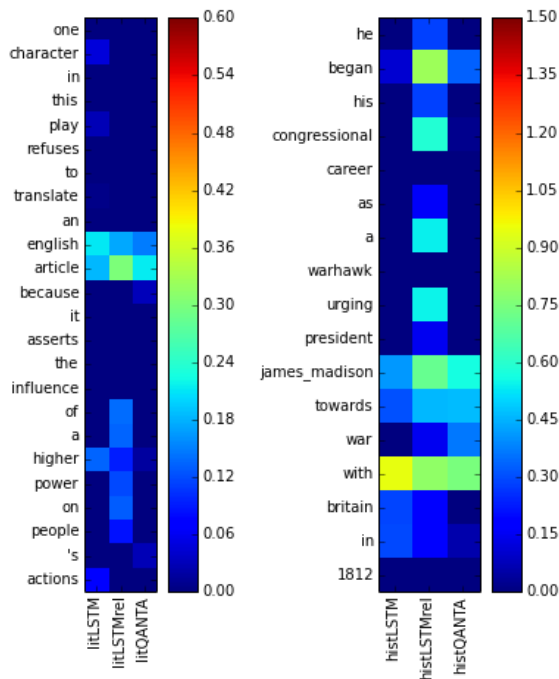 one
character
in
this
play
refuses
to
translate
an
english
article
because
it
asserts
the
influence
of
a
higher
power
on
people
's
actions
litLSTM
litLSTMrel
litQANTA
0.60
0.54
0.48
0.42
0.36
0.30
0.24
0.18
0.12
0.06
0.00
he
began
his
congressional
career
as
a
warhawk
urging
president
james_madison
towards
war
with
britain
in
1812
histLSTM
histLSTMrel
histQANTA
1.50
1.35
1.20
1.05
0.90
0.75
0.60
0.45
0.30
0.15
0.00